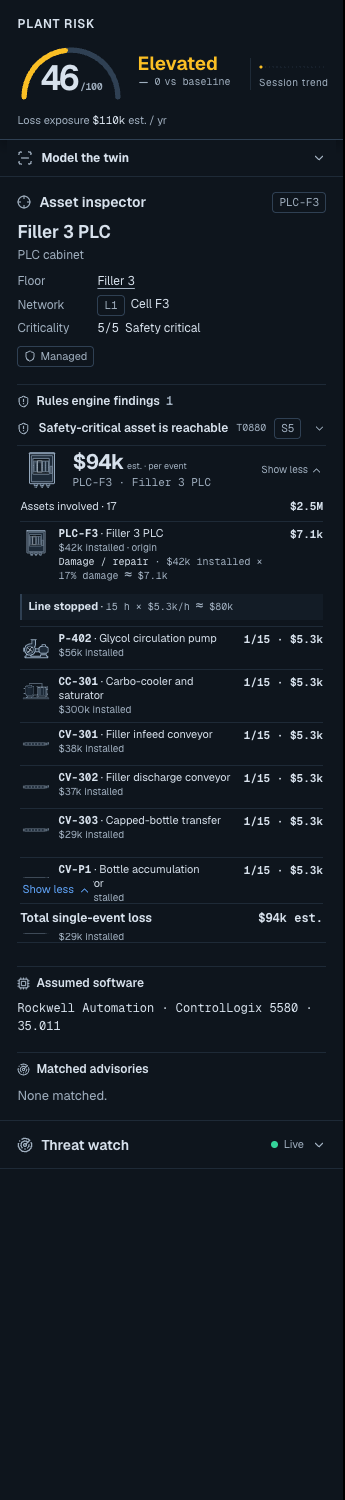 PLANT RISK
46/100
Elevated
— 0 vs baseline
Session trend
Loss exposure $110k est. / yr
Model the twin
Asset inspector
PLC-F3
Filler 3 PLC
PLC cabinet
Floor Filler 3
Network L1 Cell F3
Criticality 5/5 Safety critical
Managed
Rules engine findings 1
Safety-critical asset is reachable T0880 S5
$94k est. · per event
Show less
PLC-F3 · Filler 3 PLC
Assets involved · 17 $2.5M
PLC-F3 · Filler 3 PLC $7.1k
$42k installed · origin
Damage / repair · $42k installed ×
17% damage ≈ $7.1k
Line stopped · 15 h × $5.3k/h ≈ $80k
P-402 · Glycol circulation pump 1/15 · $5.3k
$56k installed
CC-301 · Carbo-cooler and 1/15 · $5.3k
saturator
$300k installed
CV-301 · Filler infeed conveyor 1/15 · $5.3k
$38k installed
CV-302 · Filler discharge conveyor 1/15 · $5.3k
$37k installed
CV-303 · Capped-bottle transfer 1/15 · $5.3k
$29k installed
CV-P1 · Bottle accumulation 1/15 · $5.3k
Show less or
stalled
Total single-event loss $94k est.
$29k installed
Assumed software
Rockwell Automation · ControlLogix 5580 ·
35.011
Matched advisories
None matched.
Threat watch Live